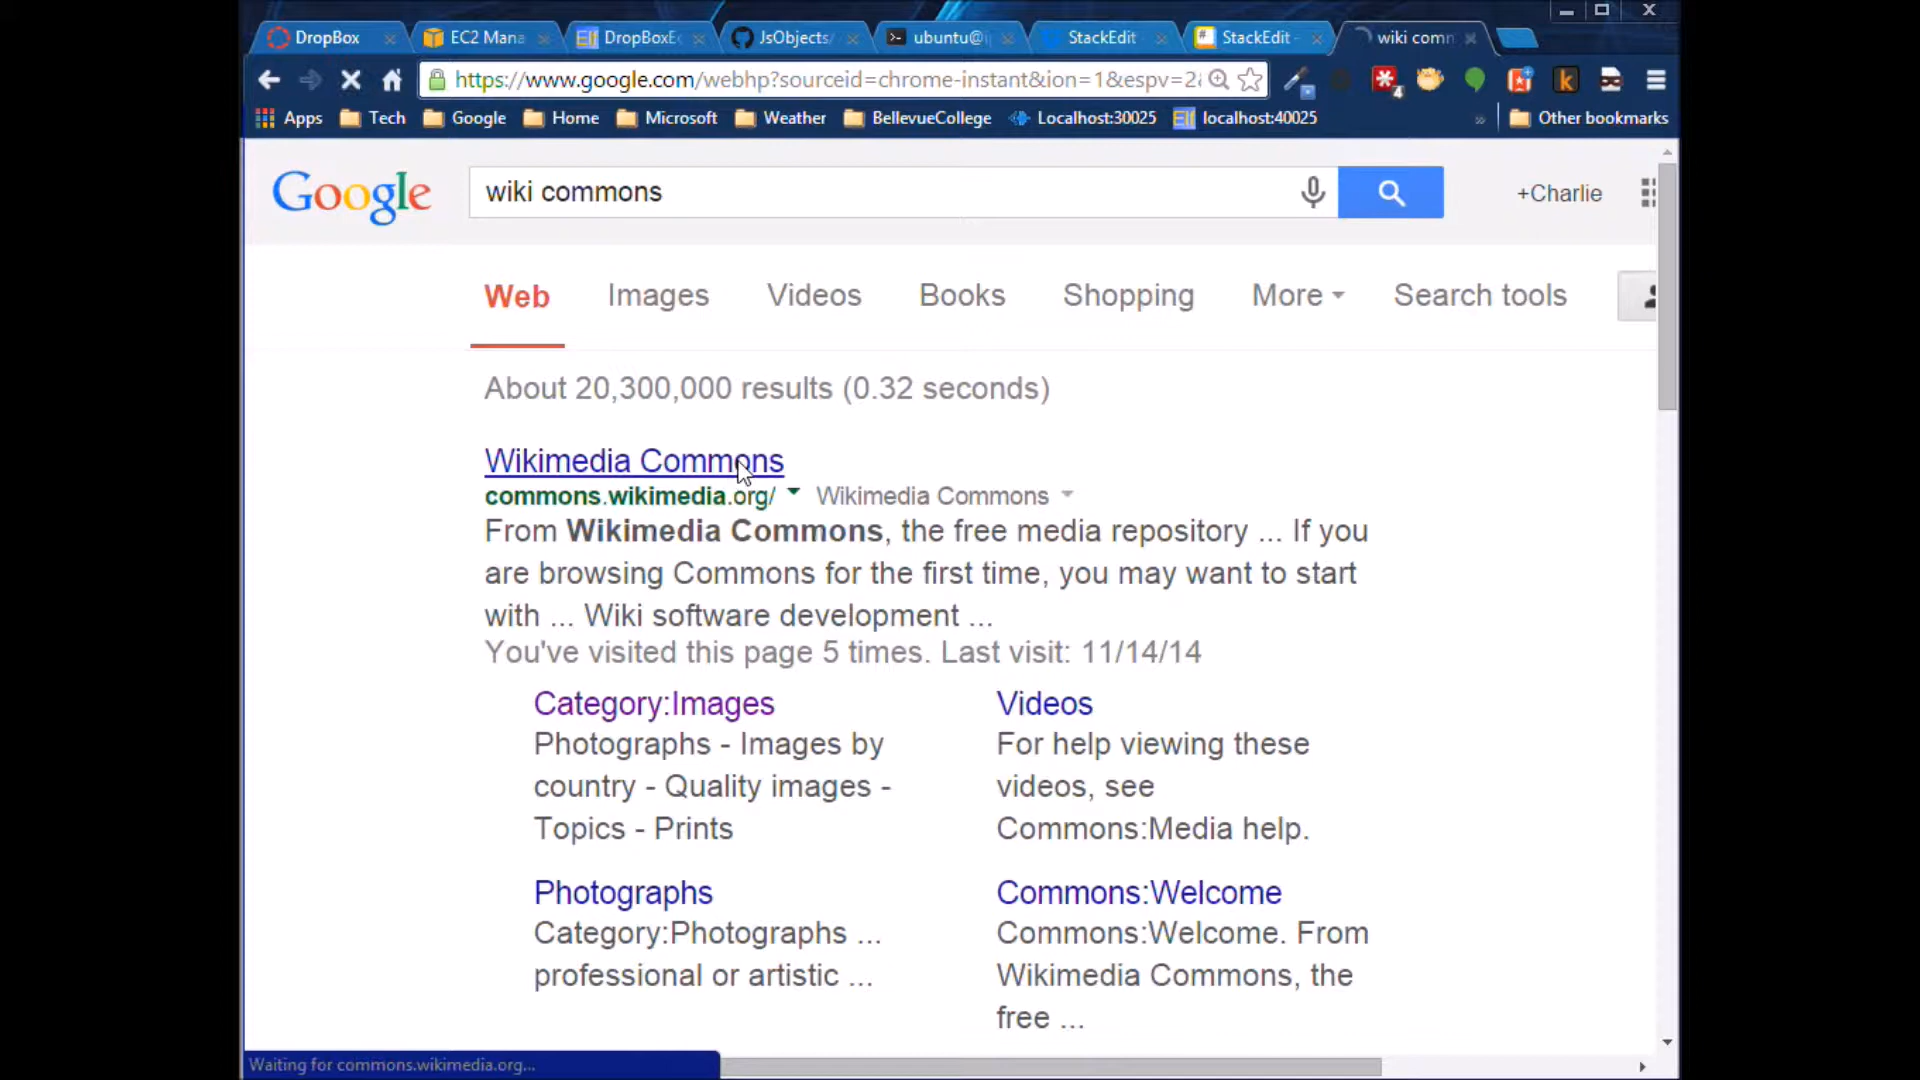 DropBox EC2 Mana DropBoxE JsObjects/ ubuntu@i StackEdit StackEdit - wiki comm
https://www.google.com/webhp?sourceid=chrome-instant&ion=1&espv=2
Apps Tech Google Home Microsoft Weather BellevueCollege Localhost:30025 localhost:40025 » Other bookmarks
Google wiki commons +Charlie
Web Images Videos Books Shopping More Search tools
About 20,300,000 results (0.32 seconds)
Wikimedia Commons
commons.wikimedia.org/ Wikimedia Commons
From Wikimedia Commons, the free media repository ... If you
are browsing Commons for the first time, you may want to start
with ... Wiki software development ...
You've visited this page 5 times. Last visit: 11/14/14
Category:Images
Photographs - Images by
country - Quality images -
Topics - Prints
Videos
For help viewing these
videos, see
Commons:Media help.
Photographs
Category:Photographs ...
professional or artistic ...
Commons:Welcome
Commons:Welcome. From
Wikimedia Commons, the
free ...
Waiting for commons.wikimedia.org...